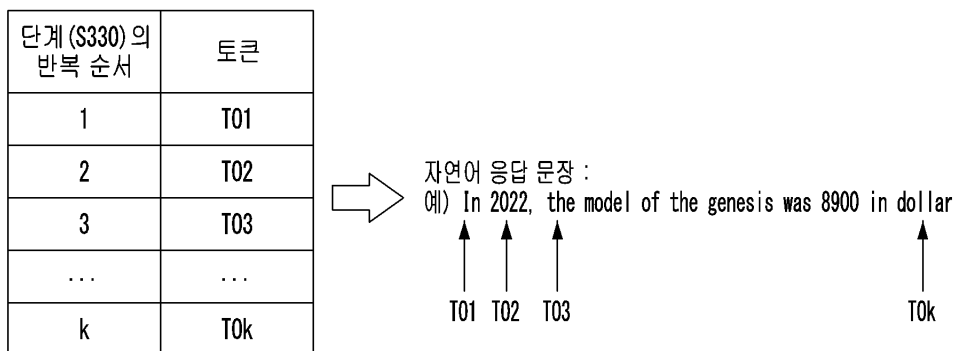 단계(S330)의
반복 순서
토큰
1
T01
2
T02
3
T03
...
...
k
T0k
자연어 응답 문장 :
예) In 2022, the model of the genesis was 8900 in dollar
T01 T02 T03 T0k